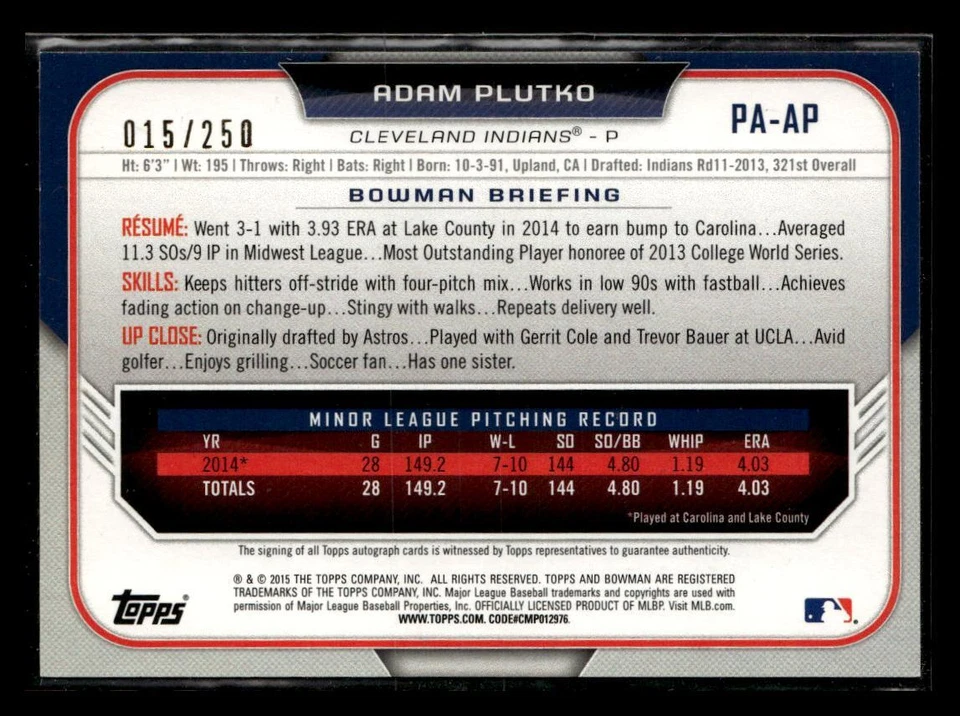 ADAM PLUTKO
015/250
CLEVELAND INDIANS® - P
PA-AP
Ht: 6'3" | Wt: 195 | Throws: Right | Bats: Right | Born: 10-3-91, Upland, CA | Drafted: Indians Rd11-2013, 321st Overall
BOWMAN BRIEFING
RÉSUMÉ: Went 3-1 with 3.93 ERA at Lake County in 2014 to earn bump to Carolina...Averaged
11.3 SOs/9 IP in Midwest League...Most Outstanding Player honoree of 2013 College World Series.
SKILLS: Keeps hitters off-stride with four-pitch mix...Works in low 90s with fastball...Achieves
fading action on change-up...Stingy with walks...Repeats delivery well.
UP CLOSE: Originally drafted by Astros...Played with Gerrit Cole and Trevor Bauer at UCLA...Avid
golfer...Enjoys grilling...Soccer fan...Has one sister.
MINOR LEAGUE PITCHING RECORD
YR G IP W-L SO SO/BB WHIP ERA
2014* 28 149.2 7-10 144 4.80 1.19 4.03
TOTALS 28 149.2 7-10 144 4.80 1.19 4.03
*Played at Carolina and Lake County
The signing of all Topps autograph cards is witnessed by Topps representatives to guarantee authenticity.
® & © 2015 THE TOPPS COMPANY, INC. ALL RIGHTS RESERVED. TOPPS AND BOWMAN ARE REGISTERED
TRADEMARKS OF THE TOPPS COMPANY, INC. Major League Baseball trademarks and copyrights are used with
permission of Major League Baseball Properties, Inc. OFFICIALLY LICENSED PRODUCT OF MLBP. Visit MLB.com.
WWW.TOPPS.COM. CODE#CMP012976.
TOPPS®